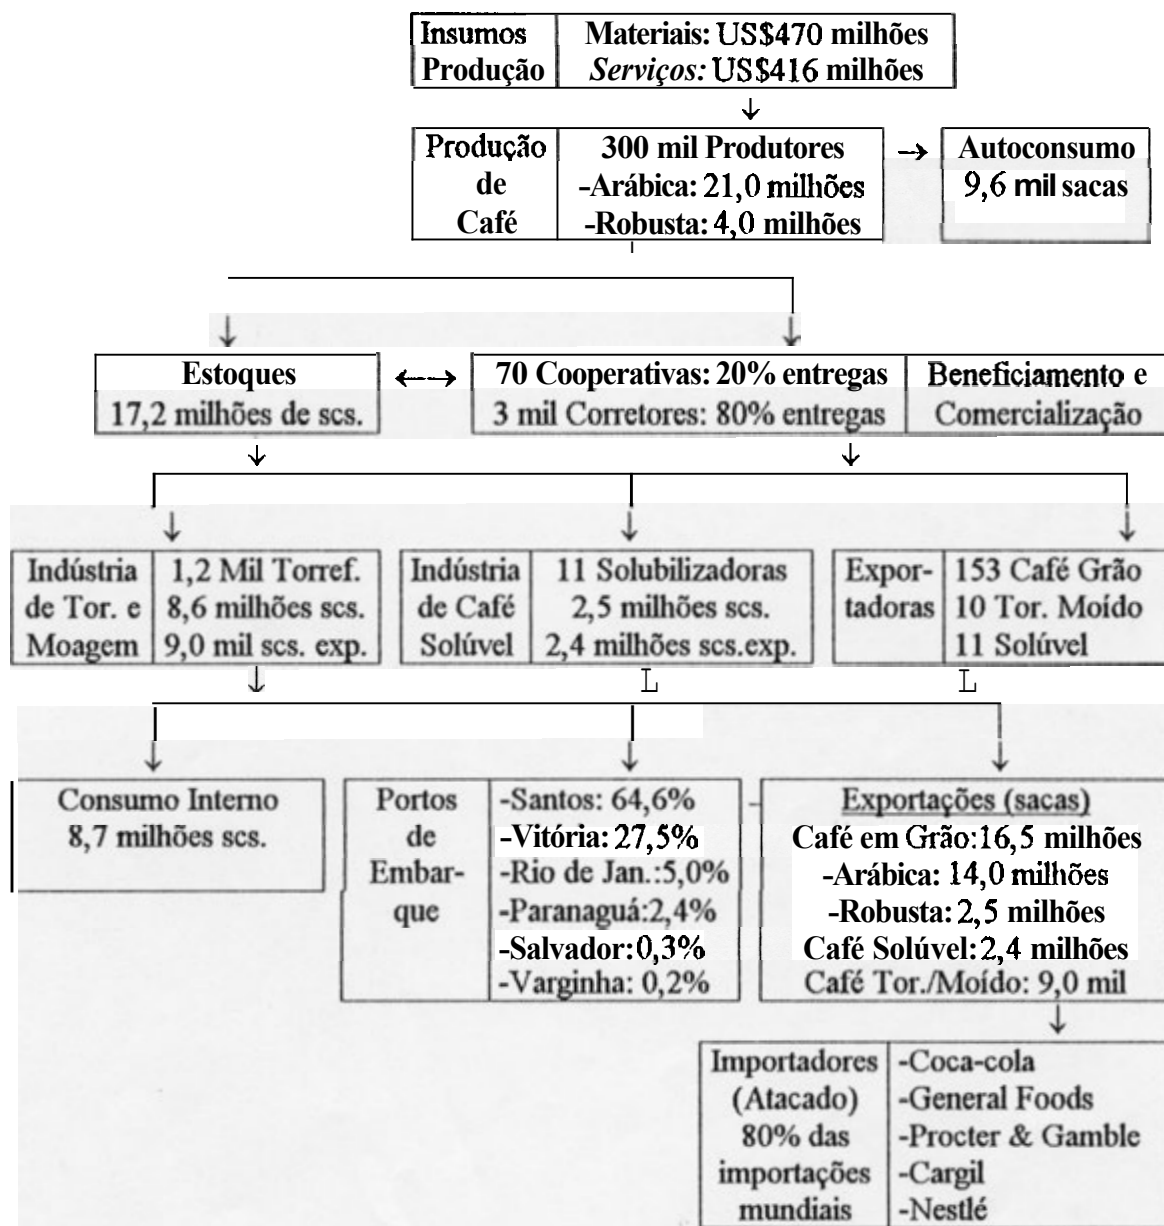 Insumos Materiais: US$470 milhões
Produção Serviços: US$416 milhões
Produção 300 mil Produtores Autoconsumo
de -Arábica: 21,0 milhões 9,6 mil sacas
Café -Robusta: 4,0 milhões
Estoques 70 Cooperativas: 20% entregas Beneficiamento e
17,2 milhões de scs. 3 mil Corretores: 80% entregas Comercialização
Indústria 1,2 Mil Torref. Indústria 11 Solubilizadoras Expor- 153 Café Grão
de Tor. e 8,6 milhões scs. de Café 2,5 milhões scs. tadoras 10 Tor. Moído
Moagem 9,0 mil scs. exp. Solúvel 2,4 milhões scs.exp. 11 Solúvel
Consumo Interno Portos -Santos: 64,6% Exportações (sacas)
8,7 milhões scs. de -Vitória: 27,5% Café em Grão:16,5 milhões
Embar- -Rio de Jan.:5,0% -Arábica: 14,0 milhões
que -Paranaguá:2,4% -Robusta: 2,5 milhões
-Salvador:0,3% Café Solúvel:2,4 milhões
-Varginha: 0,2% Café Tor./Moído: 9,0 mil
Importadores -Coca-cola
(Atacado) -General Foods
80% das -Procter & Gamble
importações -Cargil
mundiais -Nestlé